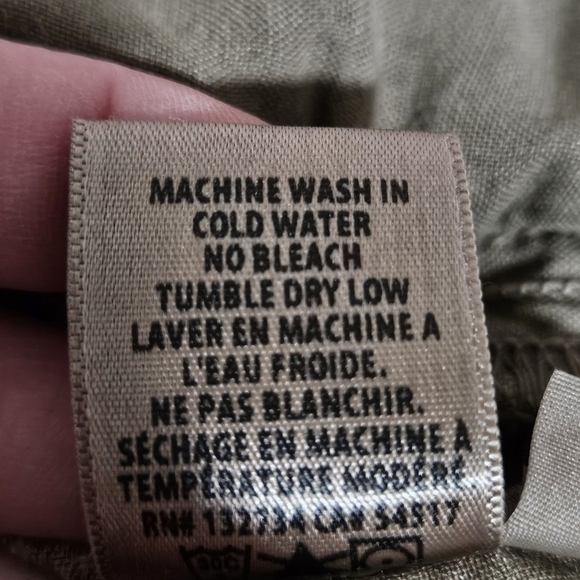 MACHINE WASH IN
COLD WATER
NO BLEACH
TUMBLE DRY LOW
LAVER EN MACHINE A
L'EAU FROIDE.
NE PAS BLANCHIR.
SÉCHAGE EN MACHINE À
TEMPÉRATURE MODÉRÉ
RN# 132734 CA# 54517
30C